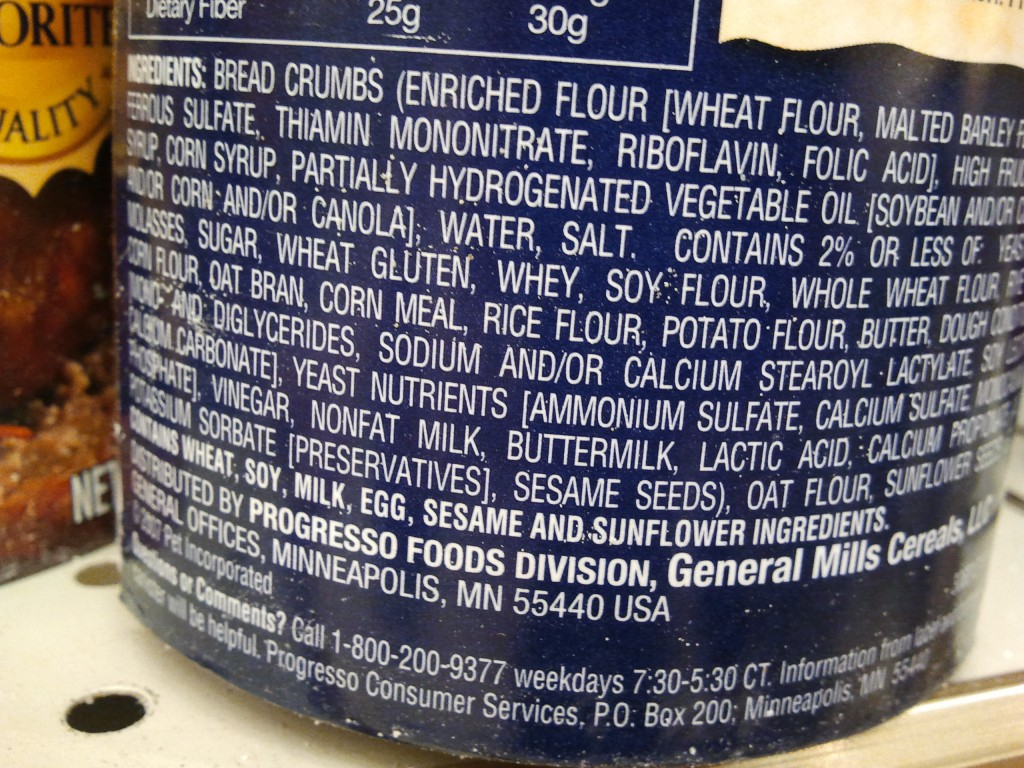 ORITE
ALITY
NET
Dietary Fiber 25g 30g
INGREDIENTS: BREAD CRUMBS (ENRICHED FLOUR [WHEAT FLOUR, MALTED BARLEY
FERROUS SULFATE, THIAMIN MONONITRATE, RIBOFLAVIN, FOLIC ACID], HIGH
SYRUP, CORN SYRUP, PARTIALLY HYDROGENATED VEGETABLE OIL [SOYBEAN AND/OR
AND/OR CORN AND/OR CANOLA], WATER, SALT. CONTAINS 2% OR LESS OF: YEAST
MOLASSES, SUGAR, WHEAT GLUTEN, WHEY, SOY FLOUR, WHOLE WHEAT FLOUR,
CORN FLOUR, OAT BRAN, CORN MEAL, RICE FLOUR, POTATO FLOUR, BUTTER, DOUGH
MONO- AND DIGLYCERIDES, SODIUM AND/OR CALCIUM STEAROYL LACTYLATE, SOY
CALCIUM CARBONATE], YEAST NUTRIENTS [AMMONIUM SULFATE, CALCIUM SULFATE,
PHOSPHATE], VINEGAR, NONFAT MILK, BUTTERMILK, LACTIC ACID, CALCIUM
POTASSIUM SORBATE [PRESERVATIVES], SESAME SEEDS), OAT FLOUR, SUNFLOWER SEEDS
CONTAINS WHEAT, SOY, MILK, EGG, SESAME AND SUNFLOWER INGREDIENTS.
DISTRIBUTED BY PROGRESSO FOODS DIVISION, General Mills Cereals, LLC
GENERAL OFFICES, MINNEAPOLIS, MN 55440 USA
2007 Pet Incorporated
Questions or Comments? Call 1-800-200-9377 weekdays 7:30-5:30 CT. Information from label
will be helpful. Progresso Consumer Services, P.O. Box 200, Minneapolis, MN 55440